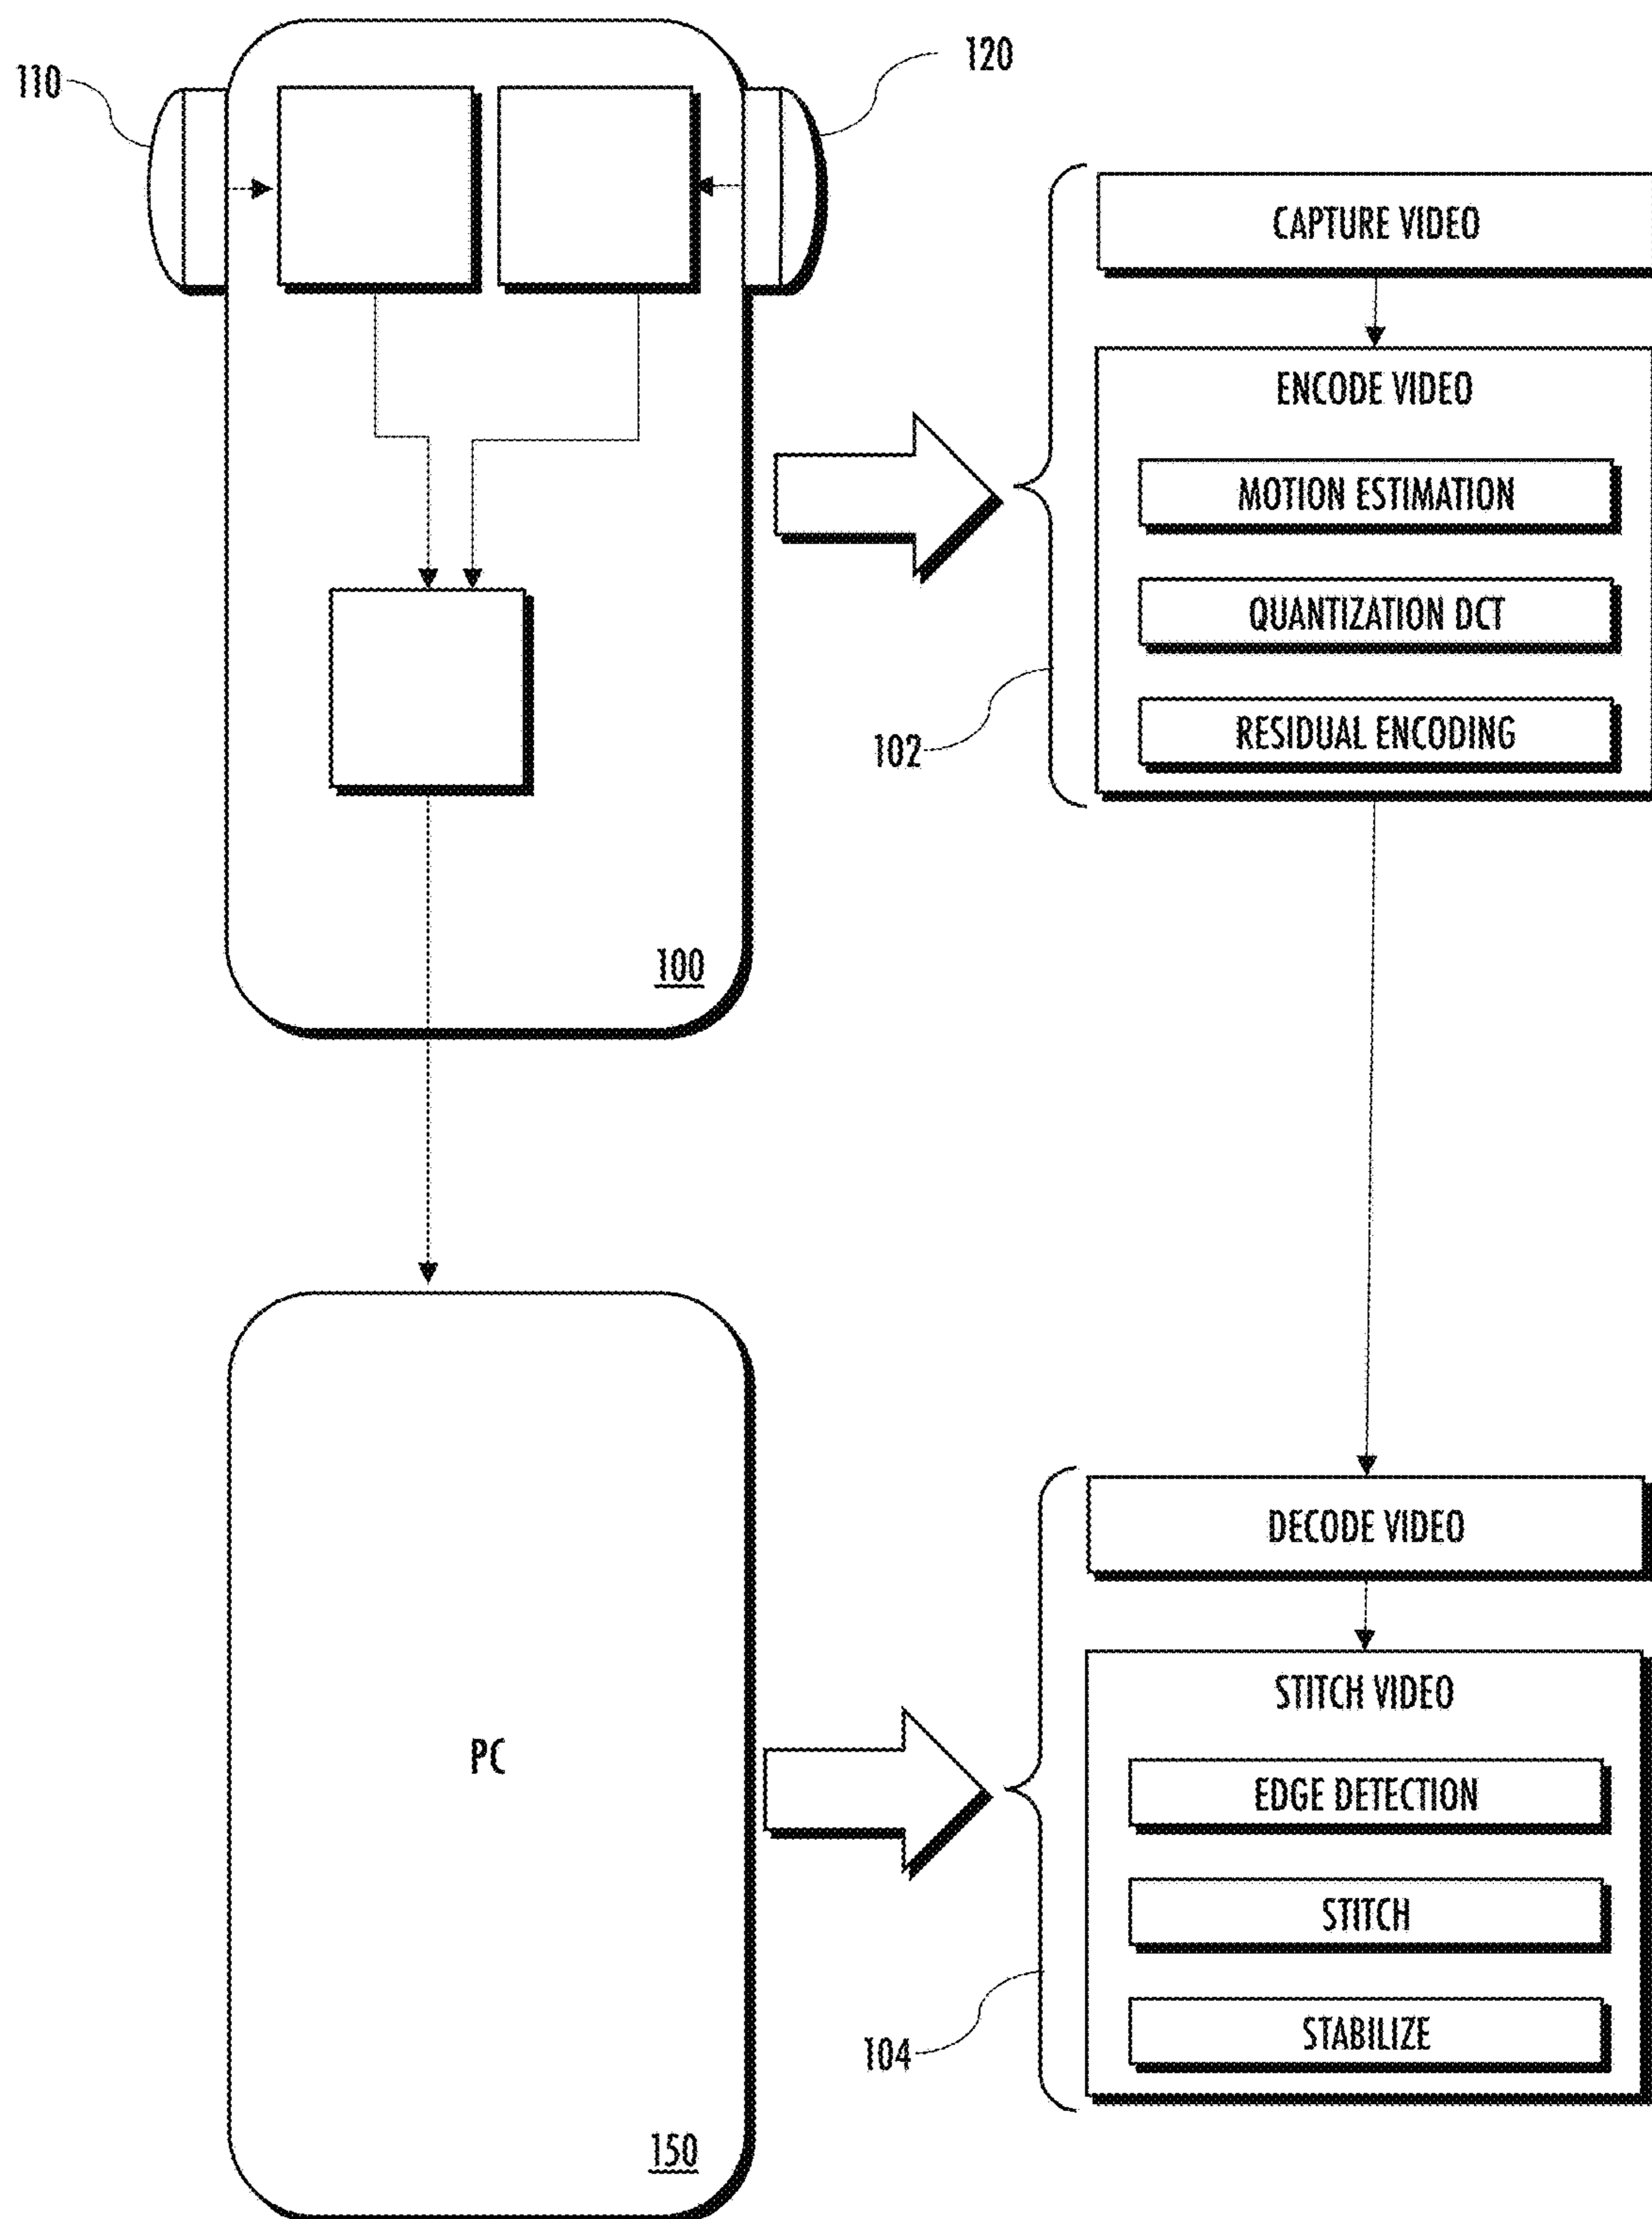 110
120
CAPTURE VIDEO
ENCODE VIDEO
MOTION ESTIMATION
QUANTIZATION DCT
RESIDUAL ENCODING
102
100
DECODE VIDEO
STITCH VIDEO
PC
EDGE DETECTION
STITCH
STABILIZE
104
150